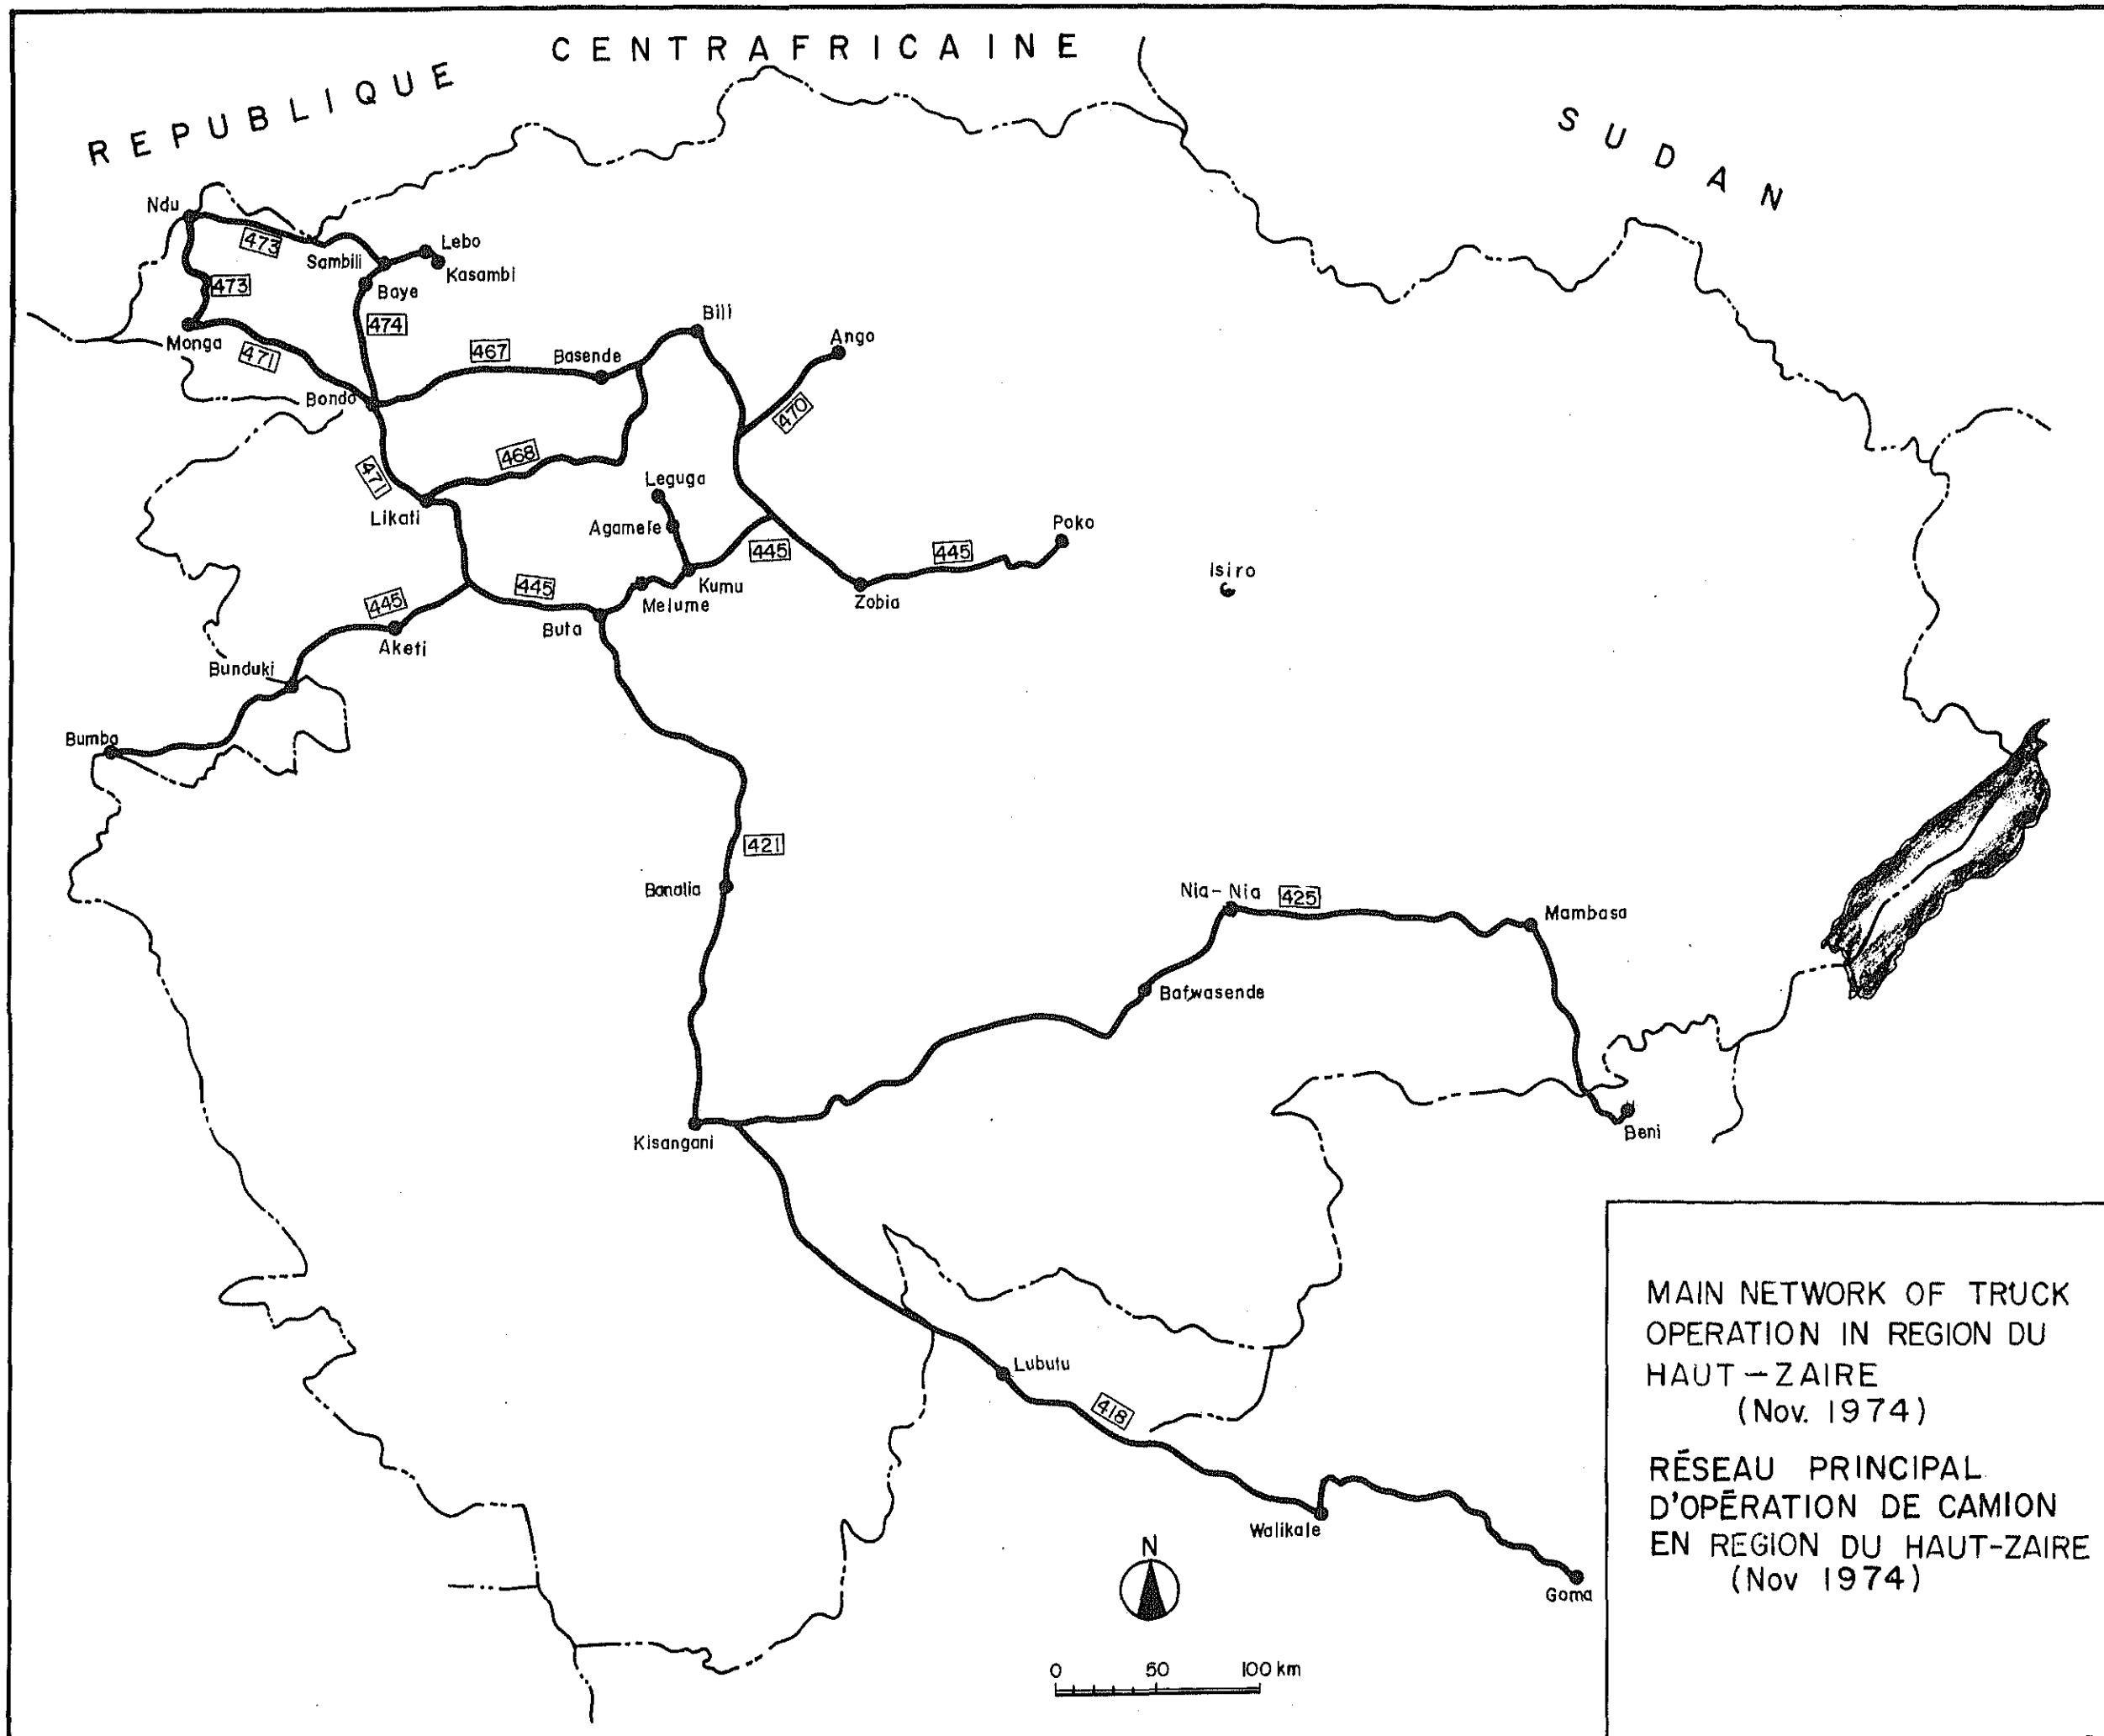 REPUBLIQUE CENTRAFRICAINE
SUDAN
Ndu
473
Lebo
Sambili
Kasambi
Baye
473
474
Monga
471
Bili
Ango
467
Basende
Bondo
470
468
471
Leguga
Likati
Agamete
Poko
445
445
Isiro
445
Kumu
Melume
Zobia
445
Buta
Aketi
Bunduki
Bumba
421
Banalia
Nia-Nia
425
Mambasa
Bafwasende
Kisangani
Beni
Lubutu
418
Walikale
Goma
N
0 50 100 km
MAIN NETWORK OF TRUCK
OPERATION IN REGION DU
HAUT-ZAIRE
(Nov. 1974)
RÉSEAU PRINCIPAL
D'OPÉRATION DE CAMION
EN REGION DU HAUT-ZAIRE
(Nov 1974)